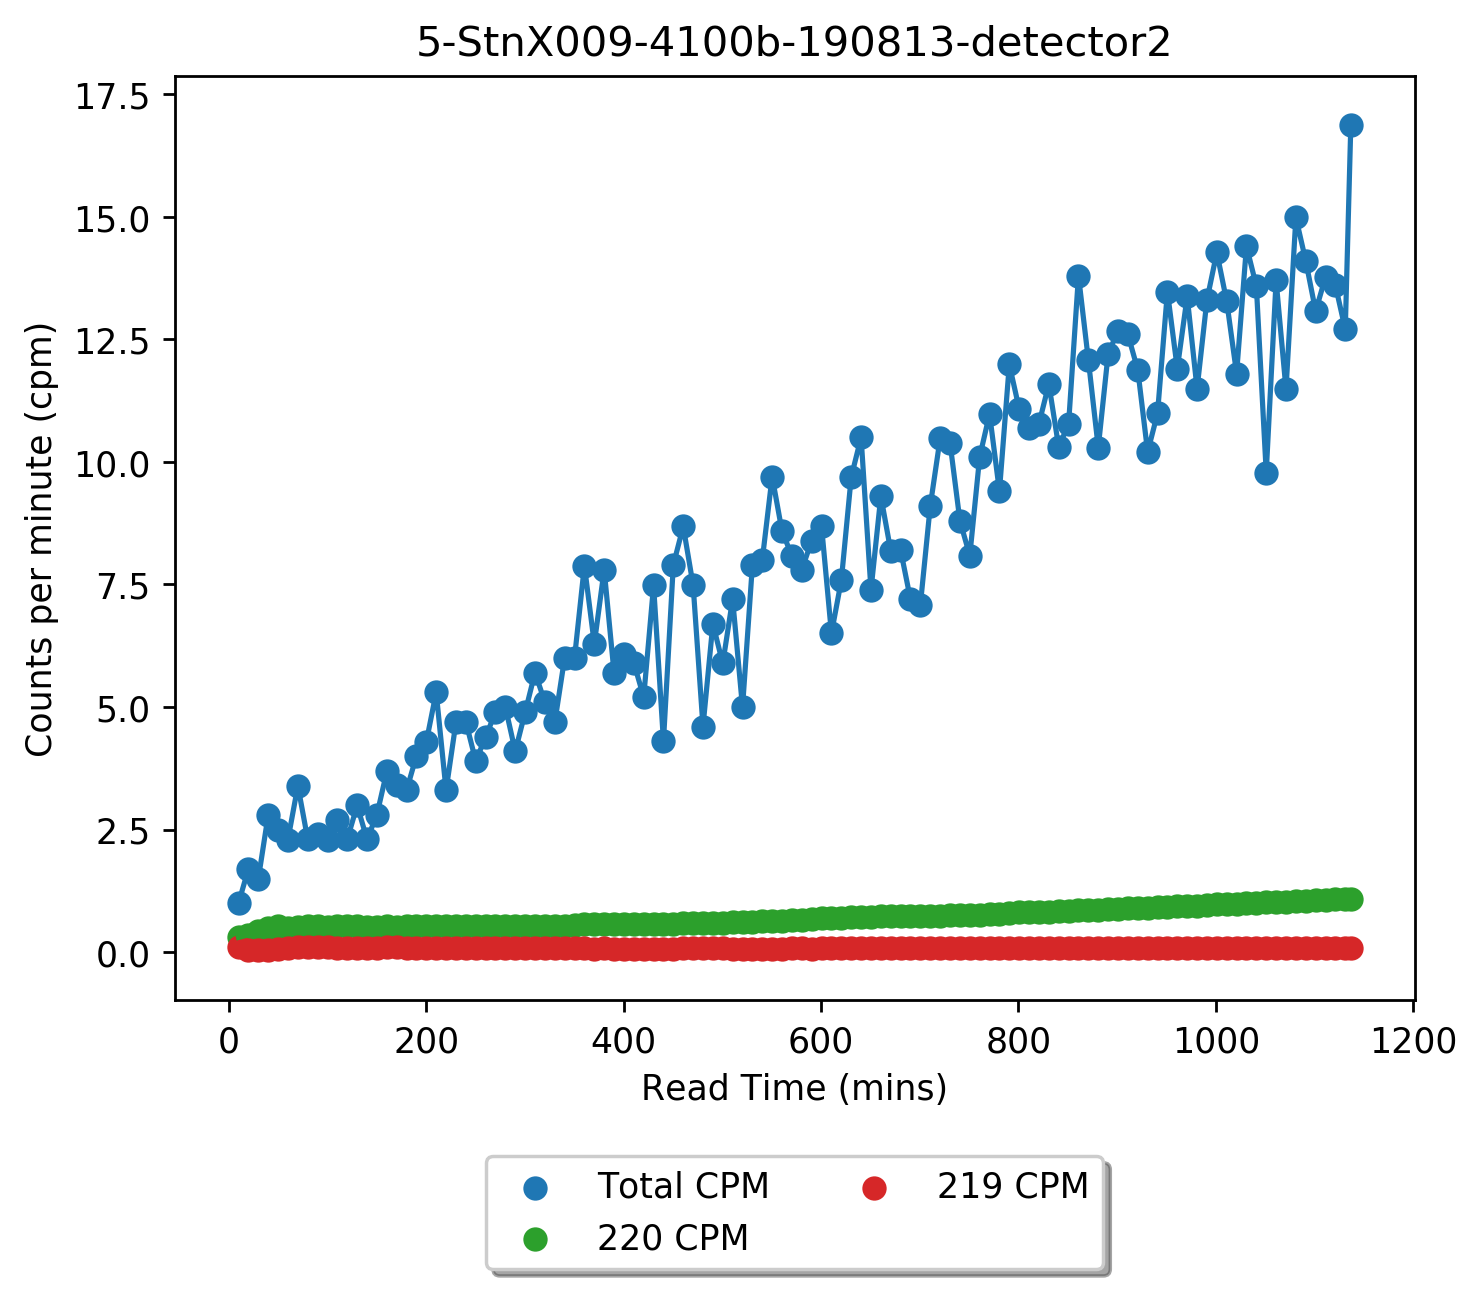 5-StnX009-4100b-190813-detector2
17.5
15.0
12.5
10.0
7.5
5.0
2.5
0.0
Counts per minute (cpm)
0 200 400 600 800 1000 1200
Read Time (mins)
Total CPM 219 CPM
220 CPM